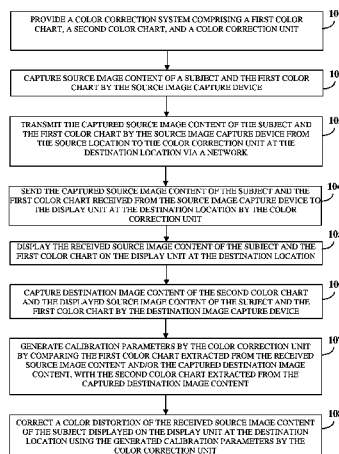 PROVIDE A COLOR CORRECTION SYSTEM COMPRISING A FIRST COLOR
CHART, A SECOND COLOR CHART, AND A COLOR CORRECTION UNIT
CAPTURE SOURCE IMAGE CONTENT OF A SUBJECT AND THE FIRST COLOR
CHART BY THE SOURCE IMAGE CAPTURE DEVICE
TRANSMIT THE CAPTURED SOURCE IMAGE CONTENT OF THE SUBJECT AND
THE FIRST COLOR CHART BY THE SOURCE IMAGE CAPTURE DEVICE FROM
THE SOURCE LOCATION TO THE COLOR CORRECTION UNIT AT THE
DESTINATION LOCATION VIA A NETWORK
SEND THE CAPTURED SOURCE IMAGE CONTENT OF THE SUBJECT AND THE
FIRST COLOR CHART RECEIVED FROM THE SOURCE IMAGE CAPTURE DEVICE TO
THE DISPLAY UNIT AT THE DESTINATION LOCATION BY THE COLOR
CORRECTION UNIT
DISPLAY THE RECEIVED SOURCE IMAGE CONTENT OF THE SUBJECT AND THE
FIRST COLOR CHART ON THE DISPLAY UNIT AT THE DESTINATION LOCATION
CAPTURE DESTINATION IMAGE CONTENT OF THE SECOND COLOR CHART
AND THE DISPLAYED SOURCE IMAGE CONTENT OF THE SUBJECT AND THE
FIRST COLOR CHART BY THE DESTINATION IMAGE CAPTURE DEVICE
GENERATE CALIBRATION PARAMETERS BY THE COLOR CORRECTION UNIT
BY COMPARING THE FIRST COLOR CHART EXTRACTED FROM THE RECEIVED
SOURCE IMAGE CONTENT AND/OR THE CAPTURED DESTINATION IMAGE
CONTENT, WITH THE SECOND COLOR CHART EXTRACTED FROM THE
CAPTURED DESTINATION IMAGE CONTENT
CORRECT A COLOR DISTORTION OF THE RECEIVED SOURCE IMAGE CONTENT
OF THE SUBJECT DISPLAYED ON THE DISPLAY UNIT AT THE DESTINATION
LOCATION USING THE GENERATED CALIBRATION PARAMETERS BY THE
COLOR CORRECTION UNIT